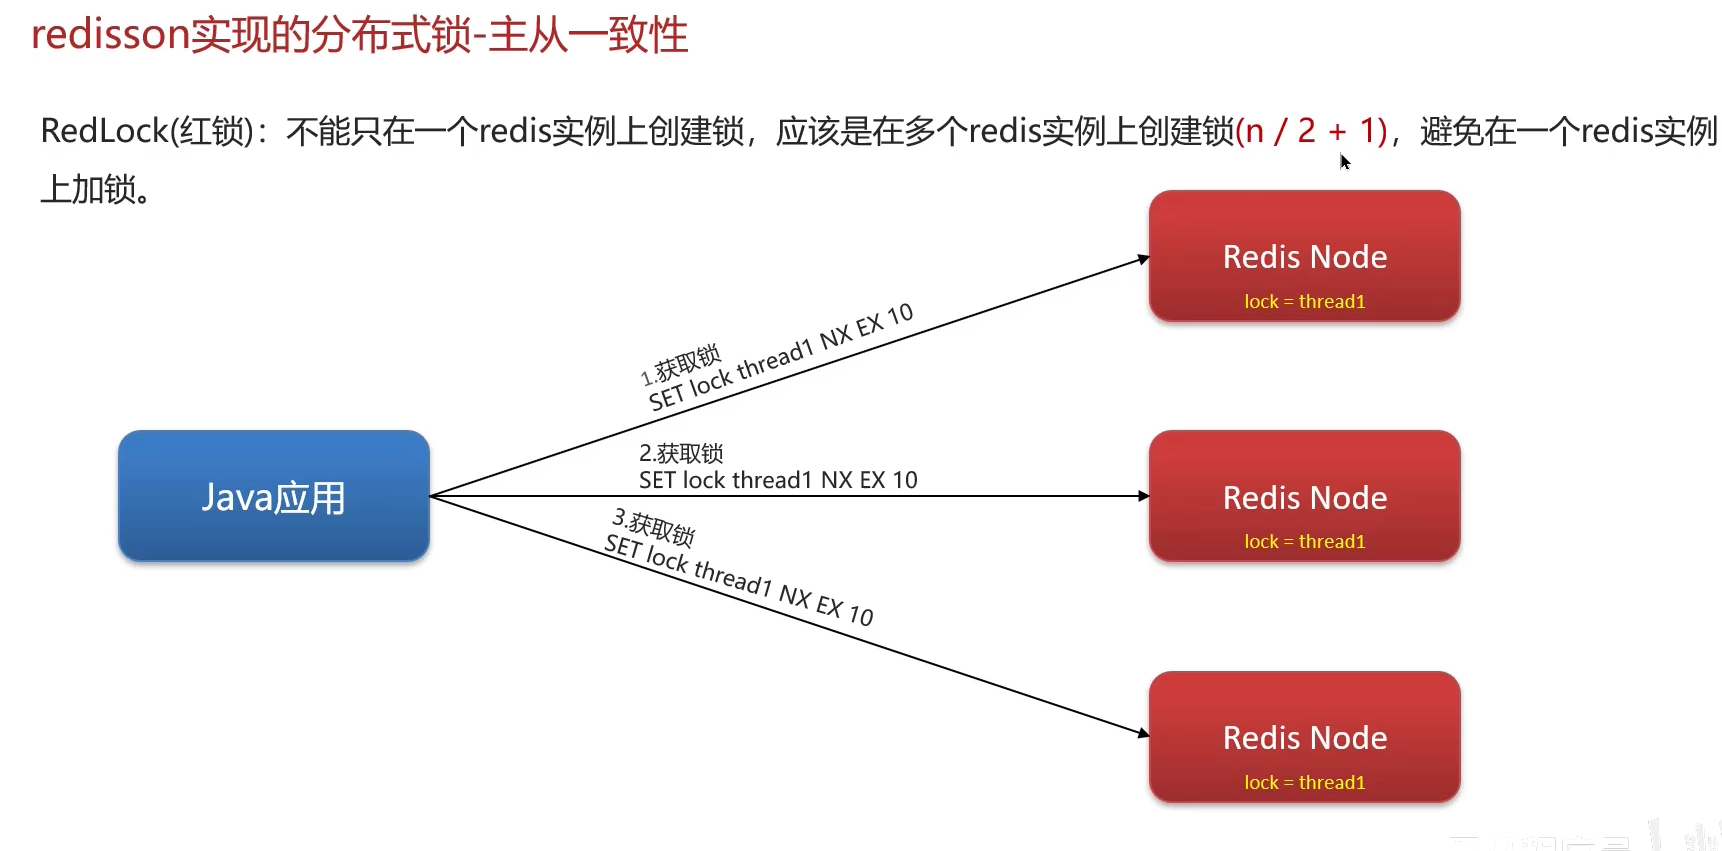 redisson实现的分布式锁-主从一致性
RedLock(红锁)：不能只在一个redis实例上创建锁，应该是在多个redis实例上创建锁(n / 2 + 1)，避免在一个redis实例
上加锁。
Redis Node
lock = thread1
1.获取锁
SET lock thread1 NX EX 10
2.获取锁
SET lock thread1 NX EX 10
Java应用
Redis Node
lock = thread1
3.获取锁
SET lock thread1 NX EX 10
Redis Node
lock = thread1